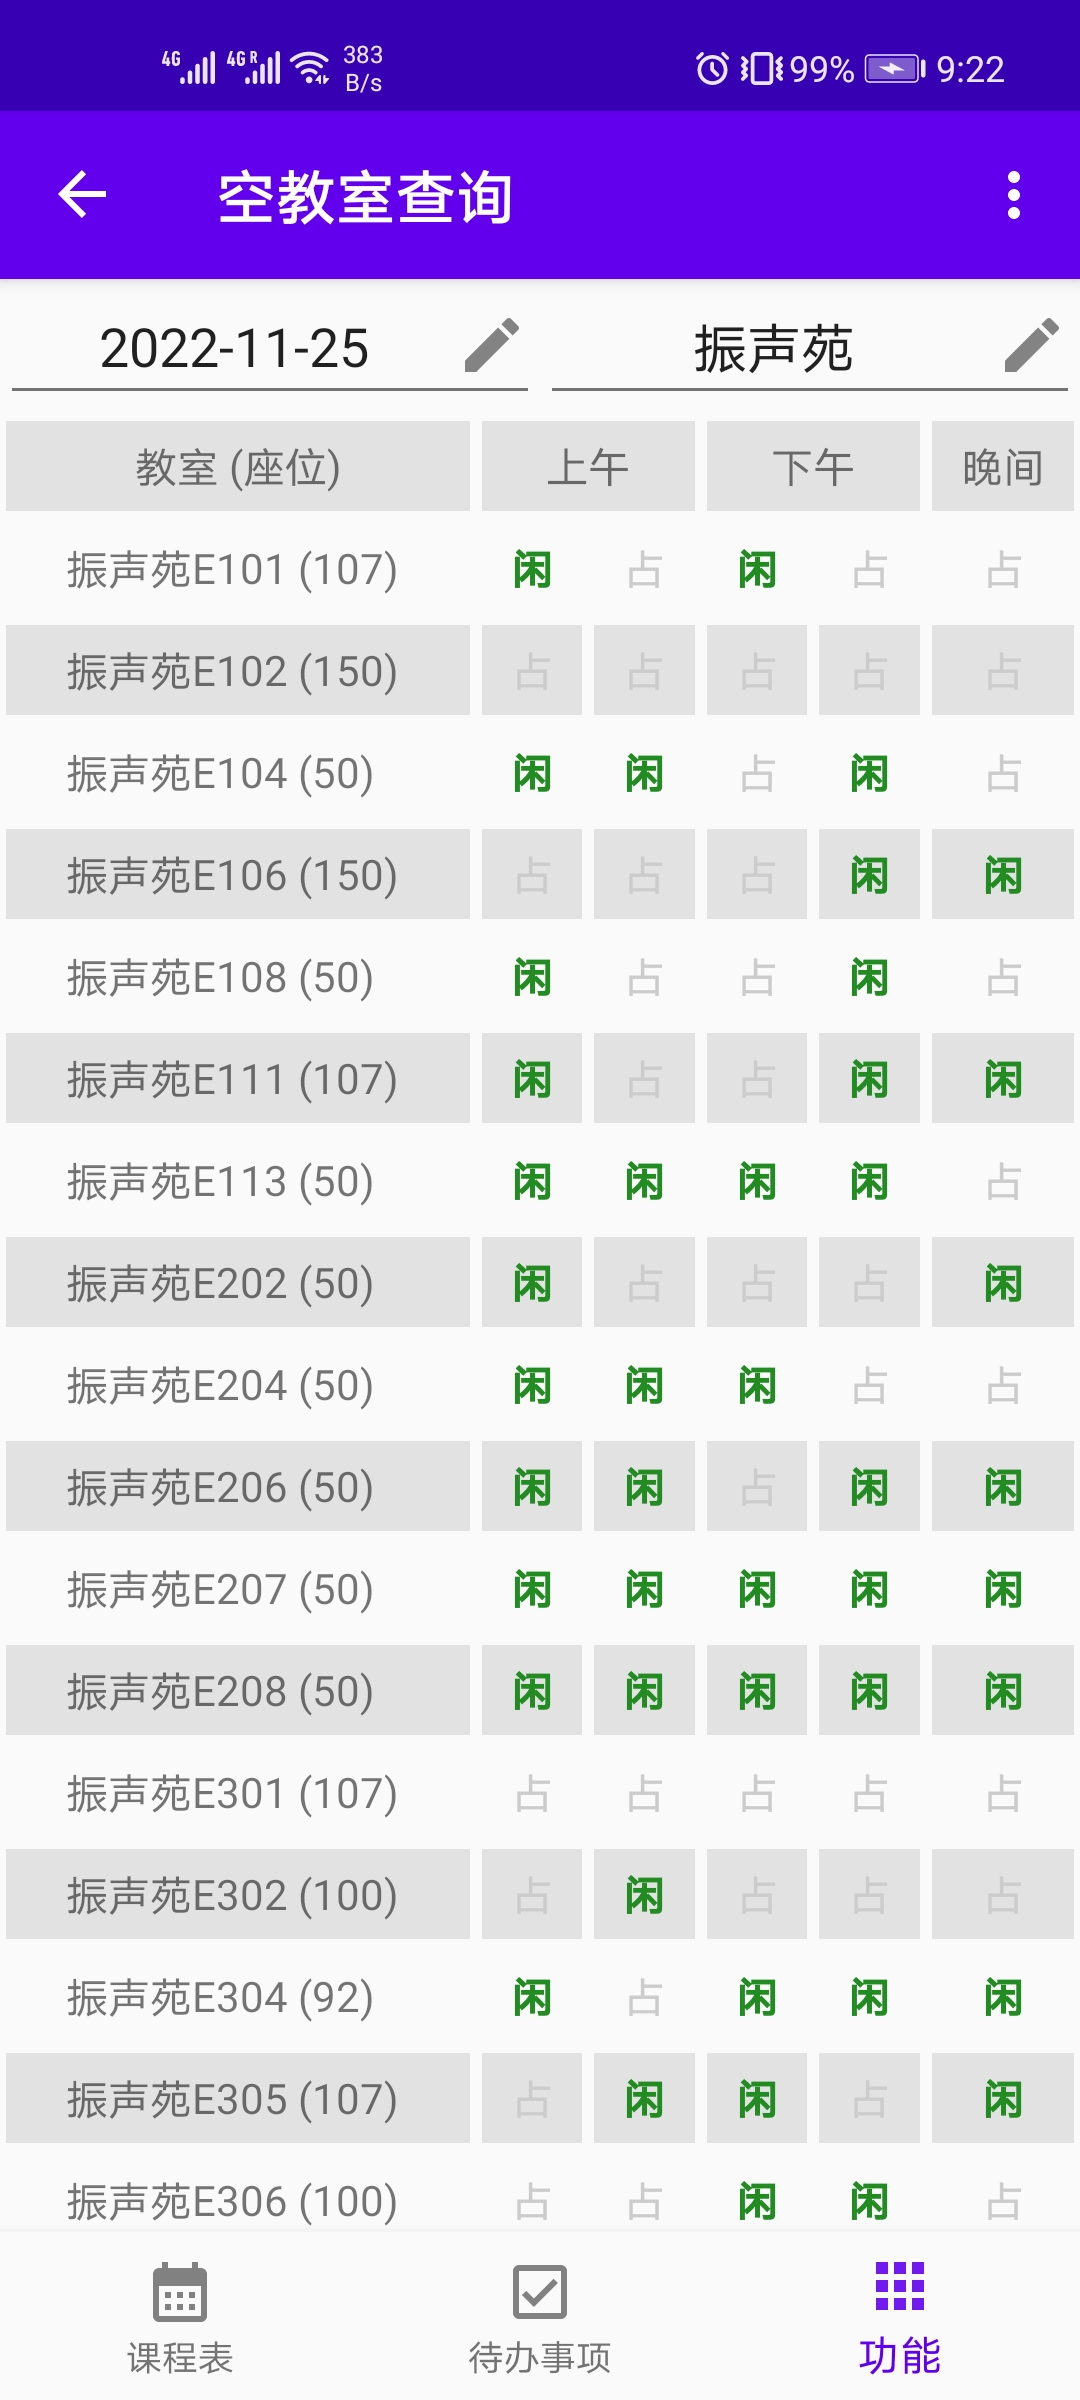 4G 4G R 383 B/s 99% 9:22
空教室查询
2022-11-25 振声苑
教室 (座位) 上午 下午 晚间
振声苑E101 (107) 闲 占 闲 占 占
振声苑E102 (150) 占 占 占 占 占
振声苑E104 (50) 闲 闲 占 闲 占
振声苑E106 (150) 占 占 占 闲 闲
振声苑E108 (50) 闲 占 占 闲 占
振声苑E111 (107) 闲 占 占 闲 闲
振声苑E113 (50) 闲 闲 闲 闲 占
振声苑E202 (50) 闲 占 占 占 闲
振声苑E204 (50) 闲 闲 闲 占 占
振声苑E206 (50) 闲 闲 占 闲 闲
振声苑E207 (50) 闲 闲 闲 闲 闲
振声苑E208 (50) 闲 闲 闲 闲 闲
振声苑E301 (107) 占 占 占 占 占
振声苑E302 (100) 占 闲 占 占 占
振声苑E304 (92) 闲 占 闲 闲 闲
振声苑E305 (107) 占 闲 闲 占 闲
振声苑E306 (100) 占 占 闲 闲 占
课程表 待办事项 功能